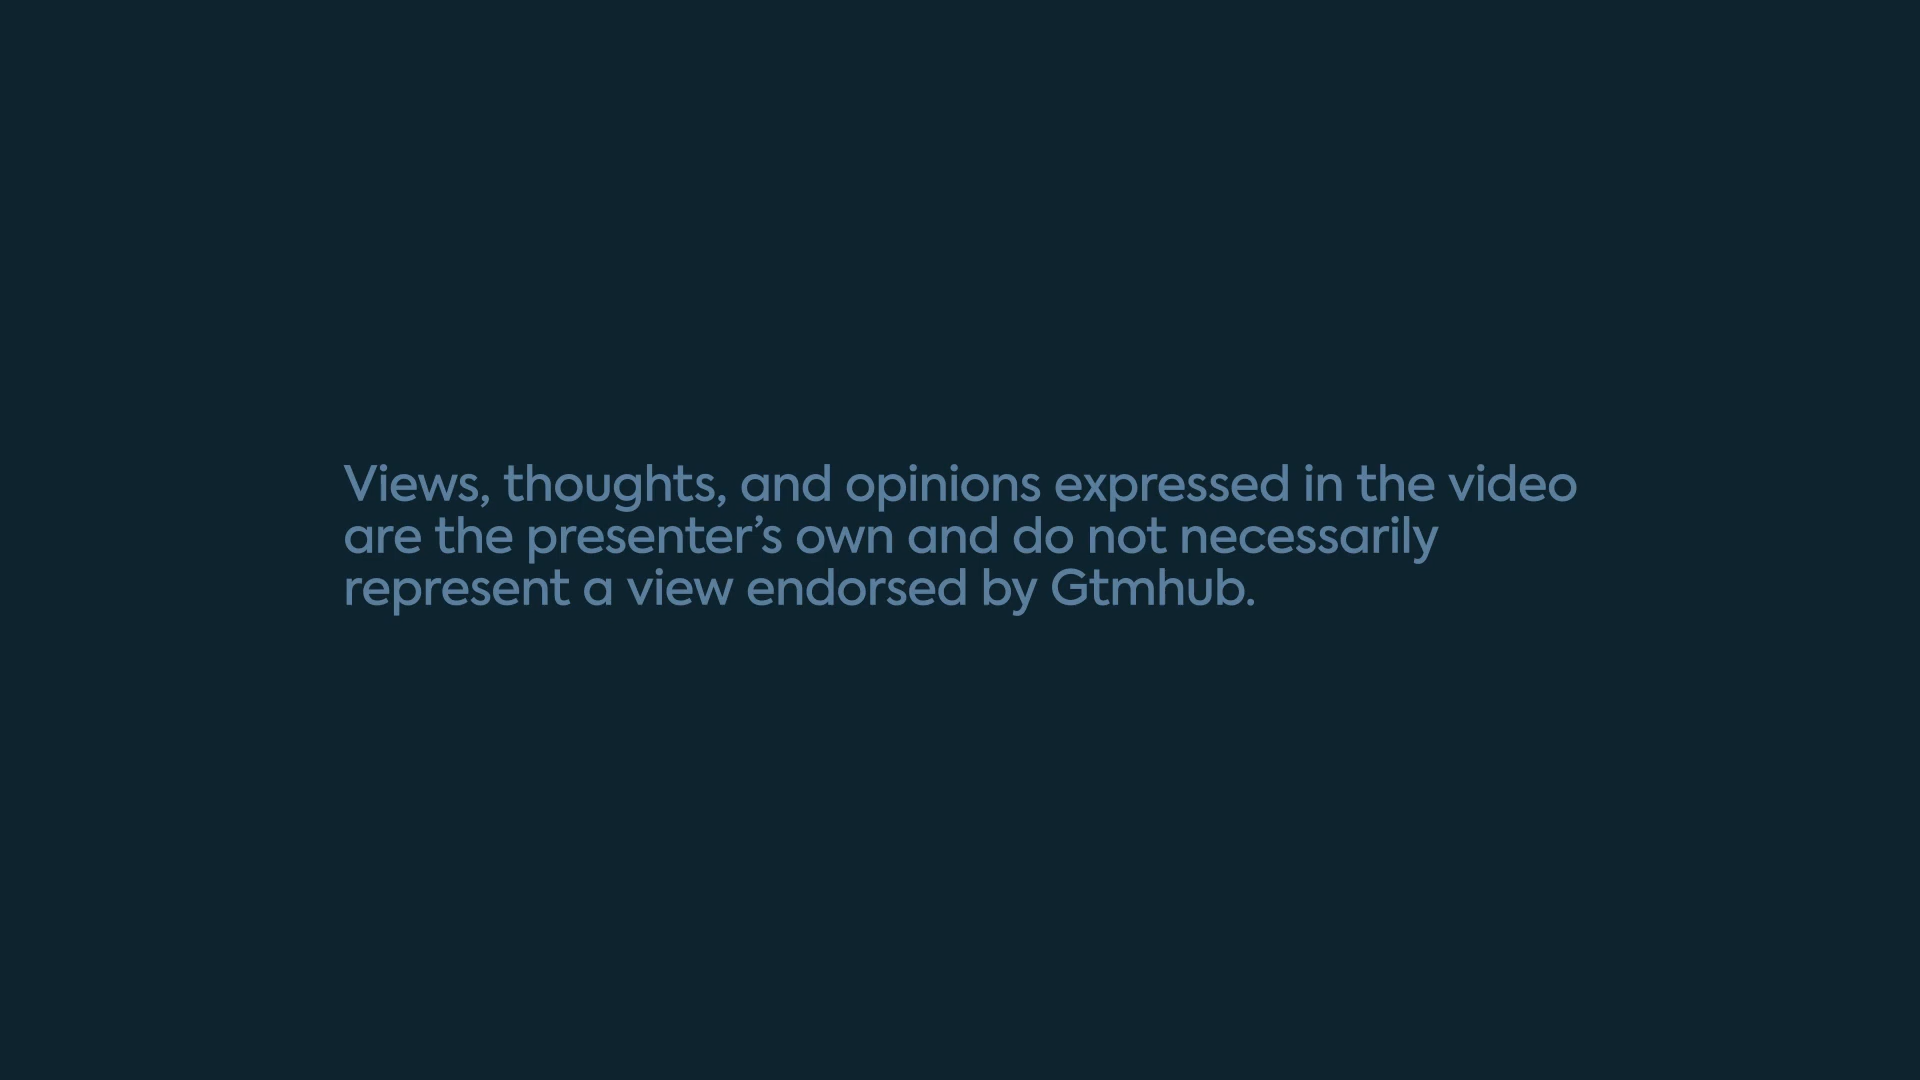 Views, thoughts, and opinions expressed in the video
are the presenter’s own and do not necessarily
represent a view endorsed by Gtmhub.